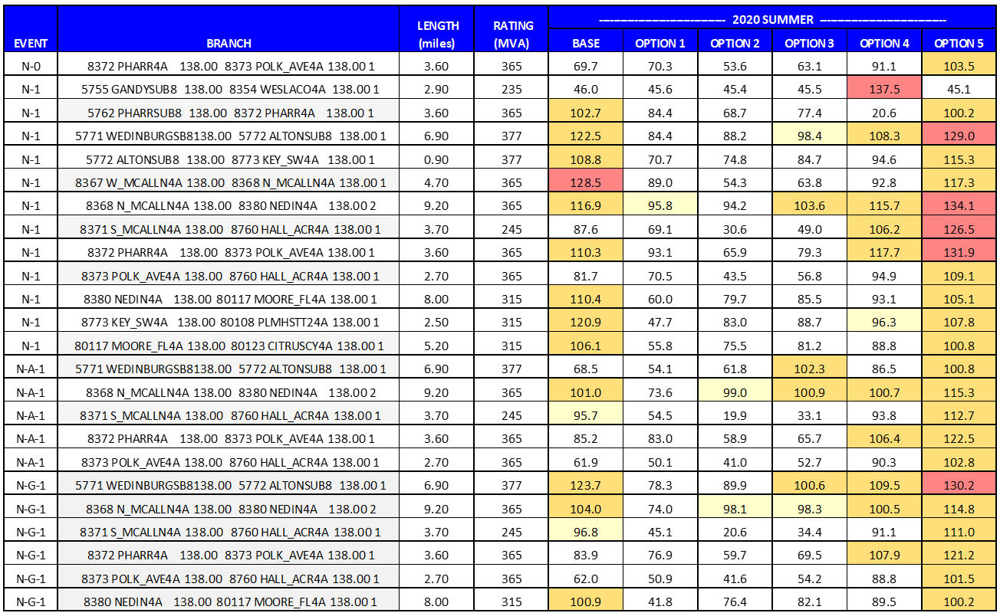 ---------------------------------- 2020 SUMMER ----------------------------------
EVENT BRANCH LENGTH (miles) RATING (MVA) BASE OPTION 1 OPTION 2 OPTION 3 OPTION 4 OPTION 5
N-0 8372 PHARR4A 138.00 8373 POLK_AVE4A 138.00 1 3.60 365 69.7 70.3 53.6 63.1 91.1 103.5
N-1 5755 GANDYSUB8 138.00 8354 WESLACO4A 138.00 1 2.90 235 46.0 45.6 45.4 45.5 137.5 45.1
N-1 5762 PHARRSUB8 138.00 8372 PHARR4A 138.00 1 3.60 365 102.7 84.4 68.7 77.4 20.6 100.2
N-1 5771 WEDINBURGSB8138.00 5772 ALTONSUB8 138.00 1 6.90 377 122.5 84.4 88.2 98.4 108.3 129.0
N-1 5772 ALTONSUB8 138.00 8773 KEY_SW4A 138.00 1 0.90 377 108.8 70.7 74.8 84.7 94.6 115.3
N-1 8367 W_MCALLN4A 138.00 8368 N_MCALLN4A 138.00 1 4.70 365 128.5 89.0 54.3 63.8 92.8 117.3
N-1 8368 N_MCALLN4A 138.00 8380 NEDIN4A 138.00 2 9.20 365 116.9 95.8 94.2 103.6 115.7 134.1
N-1 8371 S_MCALLN4A 138.00 8760 HALL_ACR4A 138.00 1 3.70 245 87.6 69.1 30.6 49.0 106.2 126.5
N-1 8372 PHARR4A 138.00 8373 POLK_AVE4A 138.00 1 3.60 365 110.3 93.1 65.9 79.3 117.7 131.9
N-1 8373 POLK_AVE4A 138.00 8760 HALL_ACR4A 138.00 1 2.70 365 81.7 70.5 43.5 56.8 94.9 109.1
N-1 8380 NEDIN4A 138.00 80117 MOORE_FL4A 138.00 1 8.00 315 110.4 60.0 79.7 85.5 93.1 105.1
N-1 8773 KEY_SW4A 138.00 80108 PLMHSTT24A 138.00 1 2.50 315 120.9 47.7 83.0 88.7 96.3 107.8
N-1 80117 MOORE_FL4A 138.00 80123 CITRUSCY4A 138.00 1 5.20 315 106.1 55.8 75.5 81.2 88.8 100.8
N-A-1 5771 WEDINBURGSB8138.00 5772 ALTONSUB8 138.00 1 6.90 377 68.5 54.1 61.8 102.3 86.5 100.8
N-A-1 8368 N_MCALLN4A 138.00 8380 NEDIN4A 138.00 2 9.20 365 101.0 73.6 99.0 100.9 100.7 115.3
N-A-1 8371 S_MCALLN4A 138.00 8760 HALL_ACR4A 138.00 1 3.70 245 95.7 54.5 19.9 33.1 93.8 112.7
N-A-1 8372 PHARR4A 138.00 8373 POLK_AVE4A 138.00 1 3.60 365 85.2 83.0 58.9 65.7 106.4 122.5
N-A-1 8373 POLK_AVE4A 138.00 8760 HALL_ACR4A 138.00 1 2.70 365 61.9 50.1 41.0 52.7 90.3 102.8
N-G-1 5771 WEDINBURGSB8138.00 5772 ALTONSUB8 138.00 1 6.90 377 123.7 78.3 89.9 100.6 109.5 130.2
N-G-1 8368 N_MCALLN4A 138.00 8380 NEDIN4A 138.00 2 9.20 365 104.0 74.0 98.1 98.3 100.5 114.8
N-G-1 8371 S_MCALLN4A 138.00 8760 HALL_ACR4A 138.00 1 3.70 245 96.8 45.1 20.6 34.4 91.1 111.0
N-G-1 8372 PHARR4A 138.00 8373 POLK_AVE4A 138.00 1 3.60 365 83.9 76.9 59.7 69.5 107.9 121.2
N-G-1 8373 POLK_AVE4A 138.00 8760 HALL_ACR4A 138.00 1 2.70 365 62.0 50.9 41.6 54.2 88.8 101.5
N-G-1 8380 NEDIN4A 138.00 80117 MOORE_FL4A 138.00 1 8.00 315 100.9 41.8 76.4 82.1 89.5 100.2